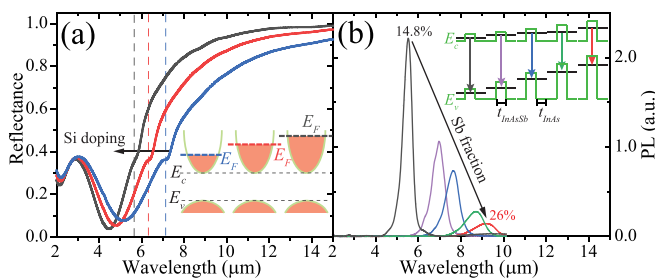 (a)
1.0
0.8
0.6
0.4
0.2
0.0
Reflectance
Si doping
E_F
E_F
E_F
E_c
E_v
2 4 6 8 10 12 14
Wavelength (μm)
(b)
14.8%
E_c
E_v
t_InAsSb
t_InAs
Sb fraction
26%
2.0
1.0
0.0
PL (a.u.)
2 4 6 8 10 12 14
Wavelength (μm)